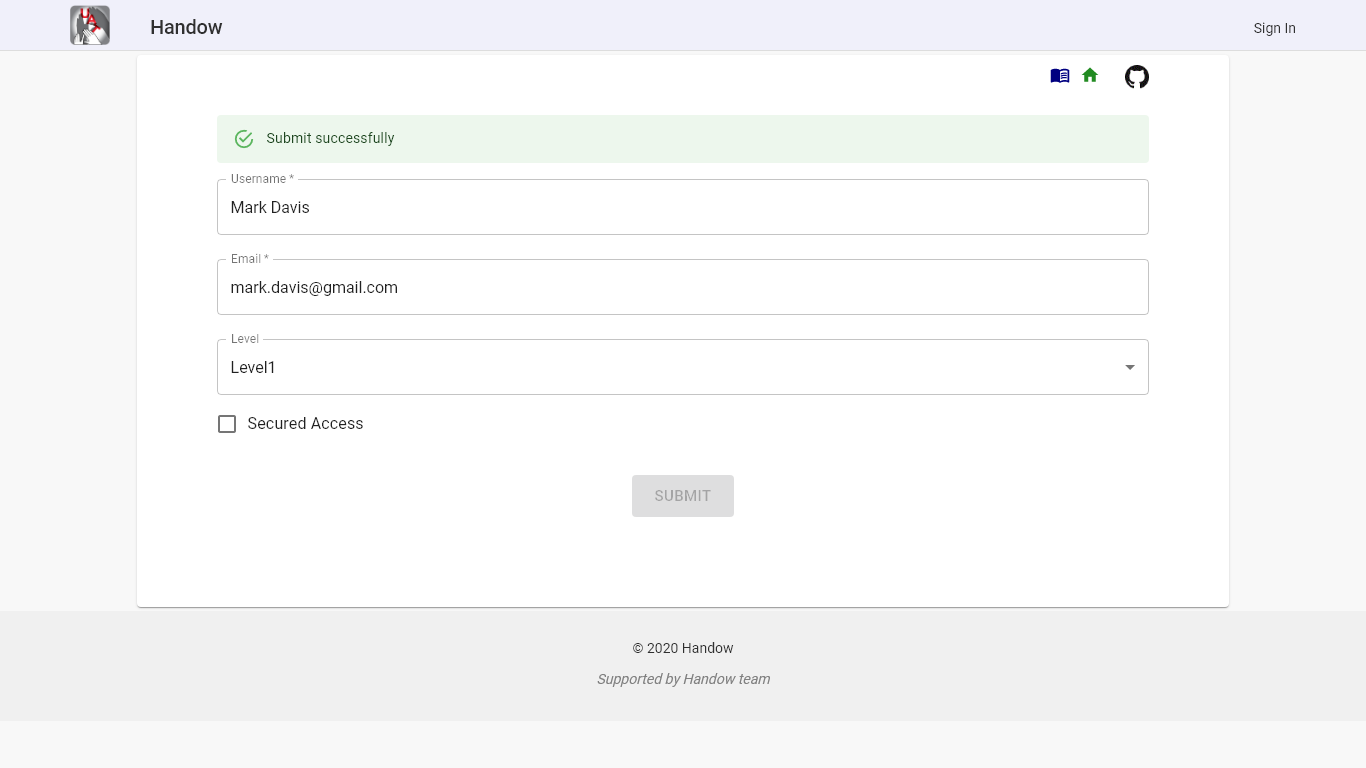 UAT
Handow
Sign In
Submit successfully
Username *
Mark Davis
Email *
mark.davis@gmail.com
Level
Level1
Secured Access
SUBMIT
© 2020 Handow
Supported by Handow team